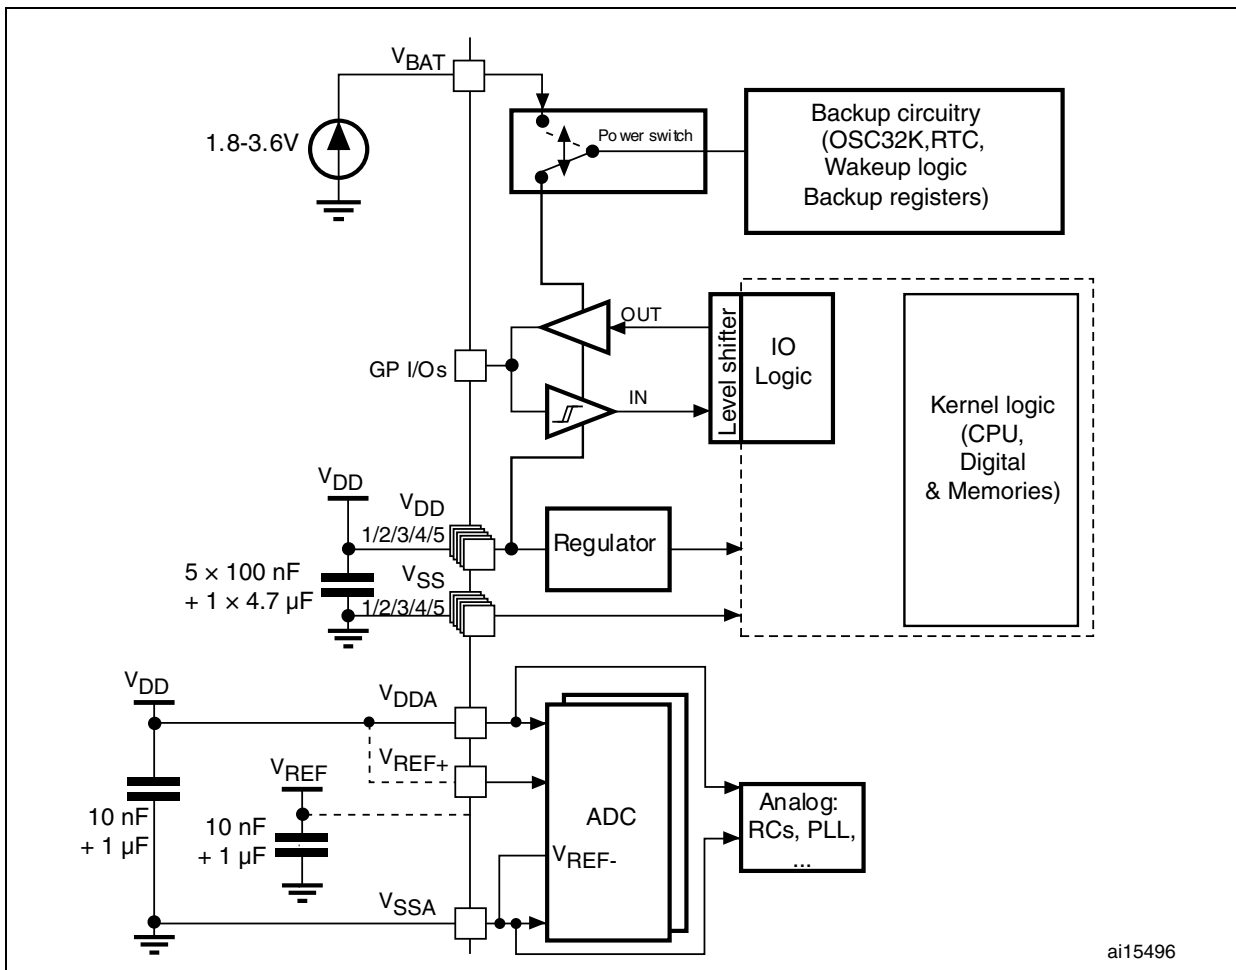 VBAT
1.8-3.6V
Power switch
Backup circuitry
(OSC32K,RTC,
Wakeup logic
Backup registers)
OUT
GP I/Os
IN
Level shifter
IO
Logic
Kernel logic
(CPU,
Digital
& Memories)
VDD
VDD
1/2/3/4/5
Regulator
5 × 100 nF
+ 1 × 4.7 µF
VSS
1/2/3/4/5
VDD
VDDA
VREF+
VREF
10 nF
+ 1 µF
10 nF
+ 1 µF
ADC
VREF-
Analog:
RCs, PLL,
...
VSSA
ai15496